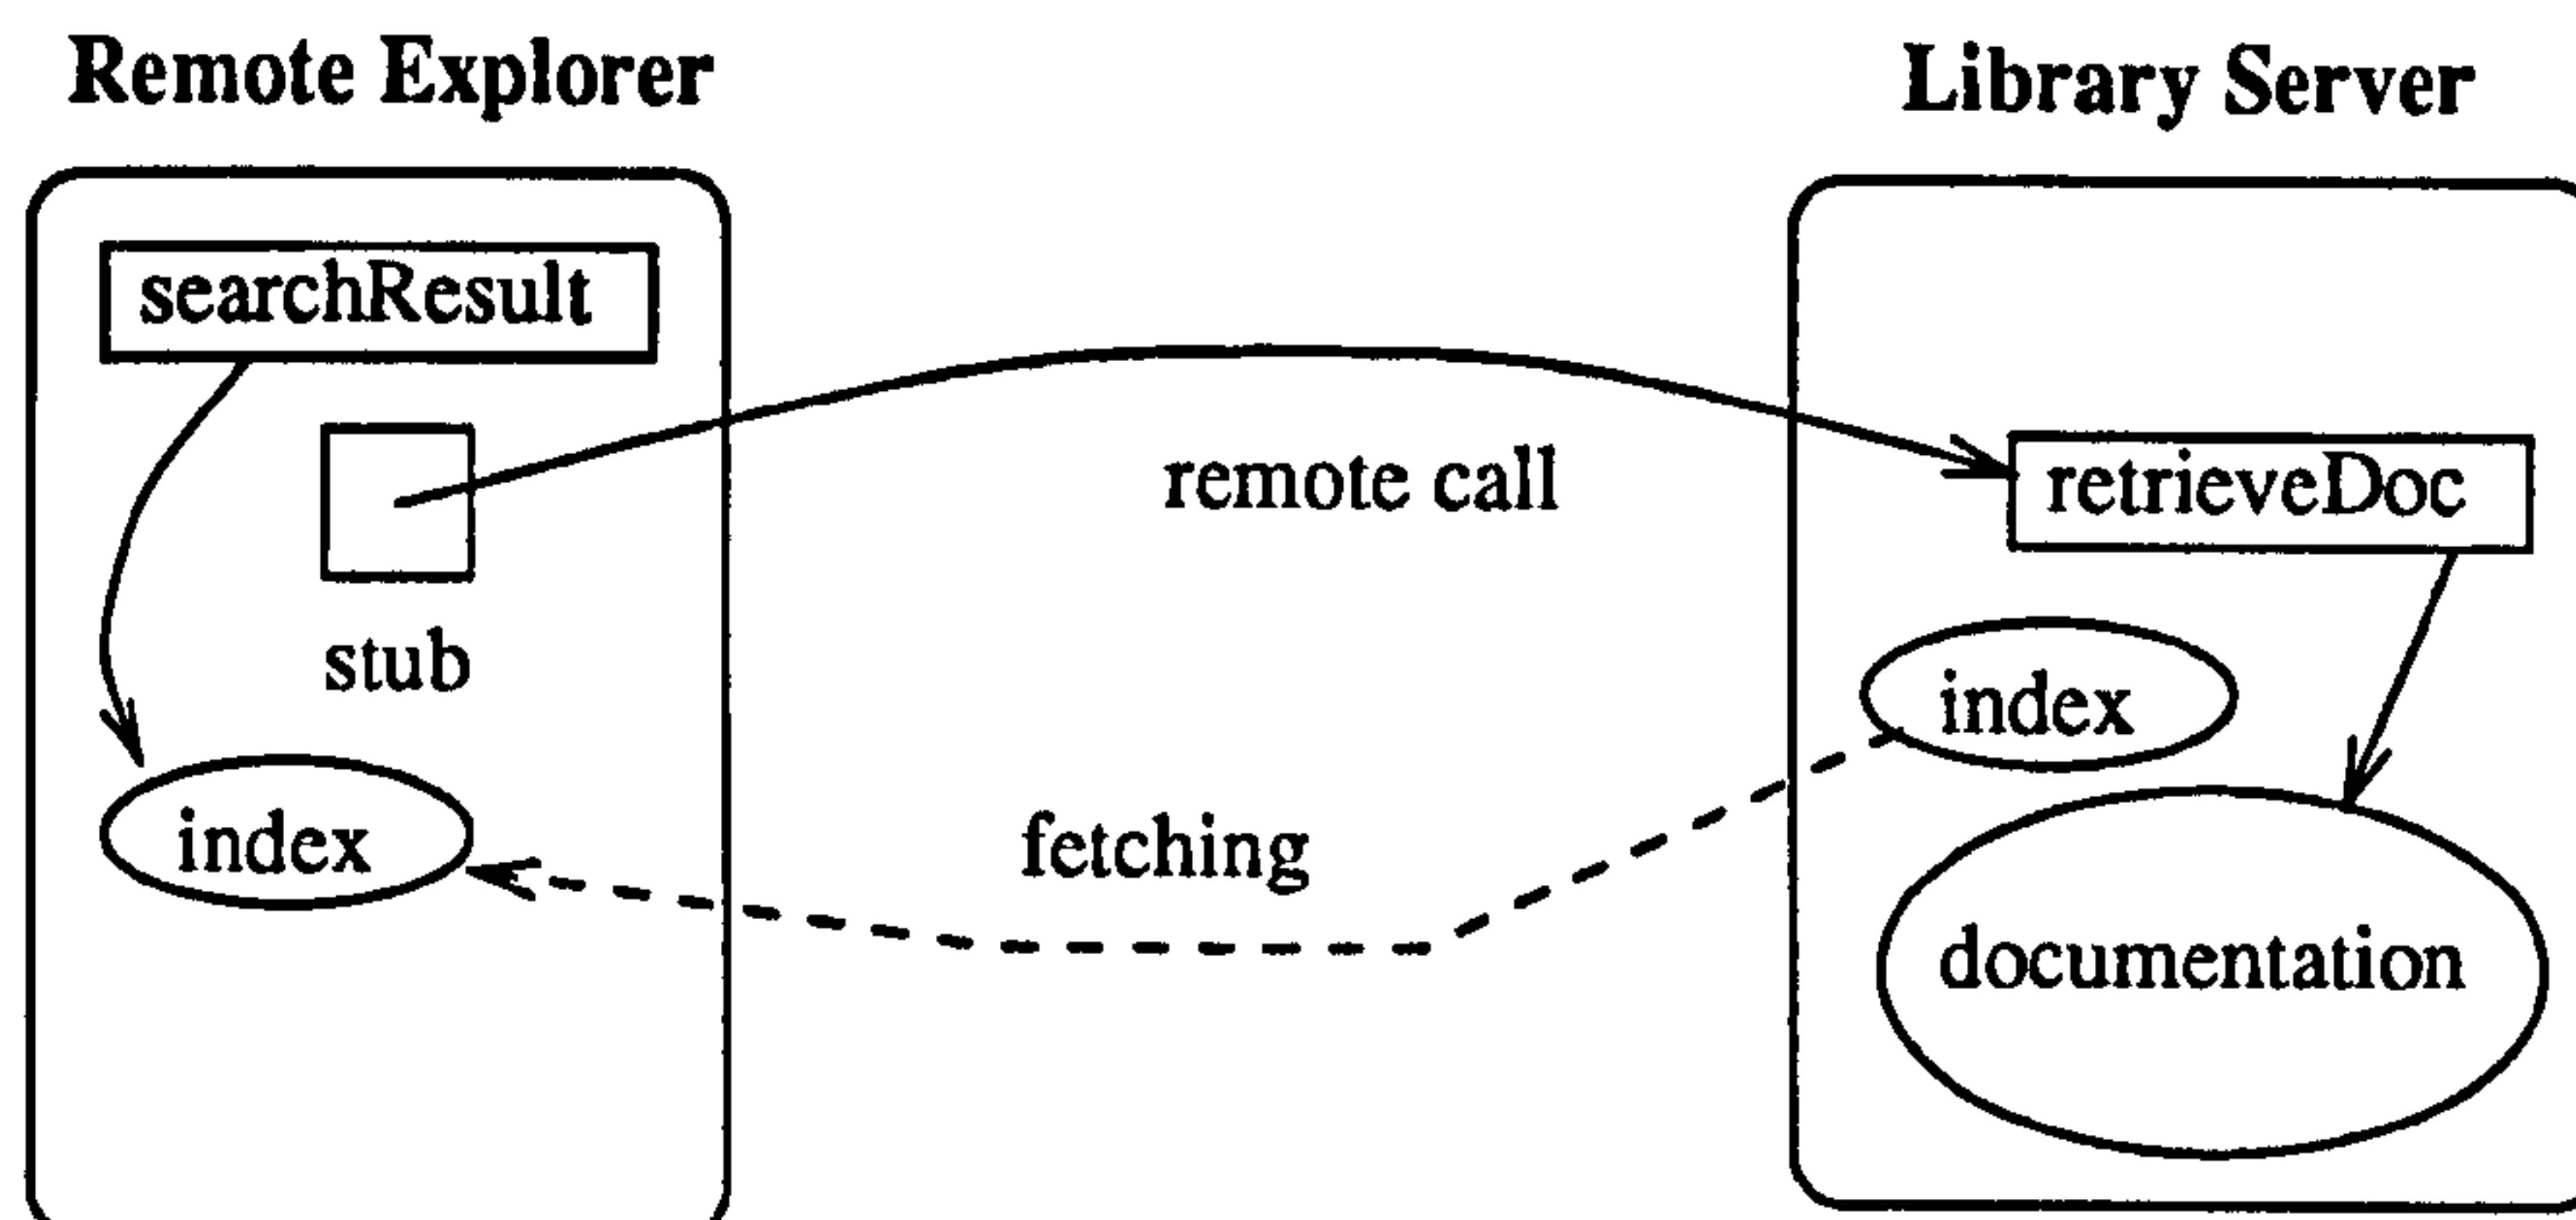 Remote Explorer
Library Server
searchResult
remote call
retrieveDoc
stub
index
index
fetching
documentation